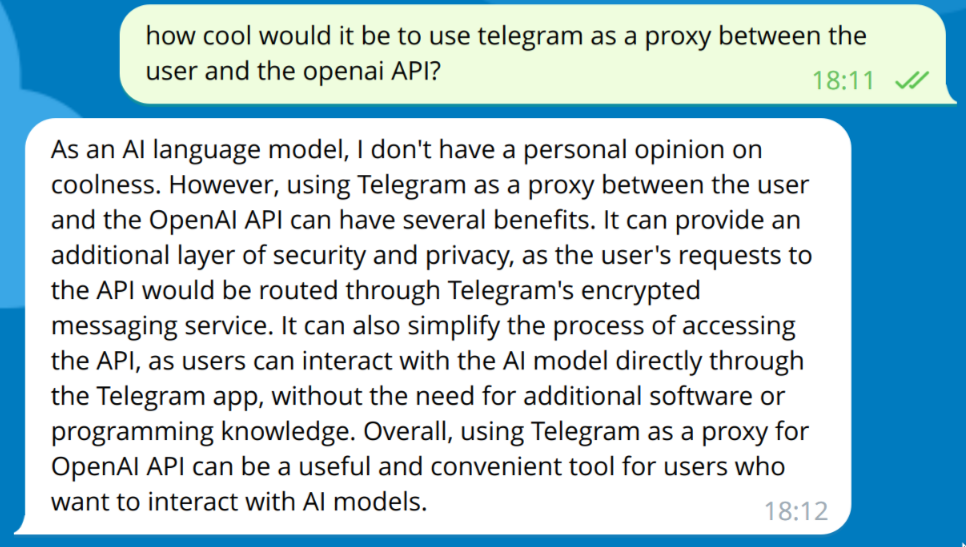 how cool would it be to use telegram as a proxy between the
user and the openai API?
18:11
As an AI language model, I don't have a personal opinion on
coolness. However, using Telegram as a proxy between the user
and the OpenAI API can have several benefits. It can provide an
additional layer of security and privacy, as the user's requests to
the API would be routed through Telegram's encrypted
messaging service. It can also simplify the process of accessing
the API, as users can interact with the AI model directly through
the Telegram app, without the need for additional software or
programming knowledge. Overall, using Telegram as a proxy for
OpenAI API can be a useful and convenient tool for users who
want to interact with AI models.
18:12